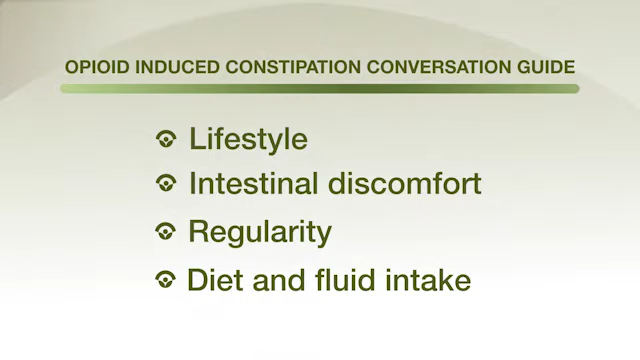 OPIOID INDUCED CONSTIPATION CONVERSATION GUIDE
Lifestyle
Intestinal discomfort
Regularity
Diet and fluid intake